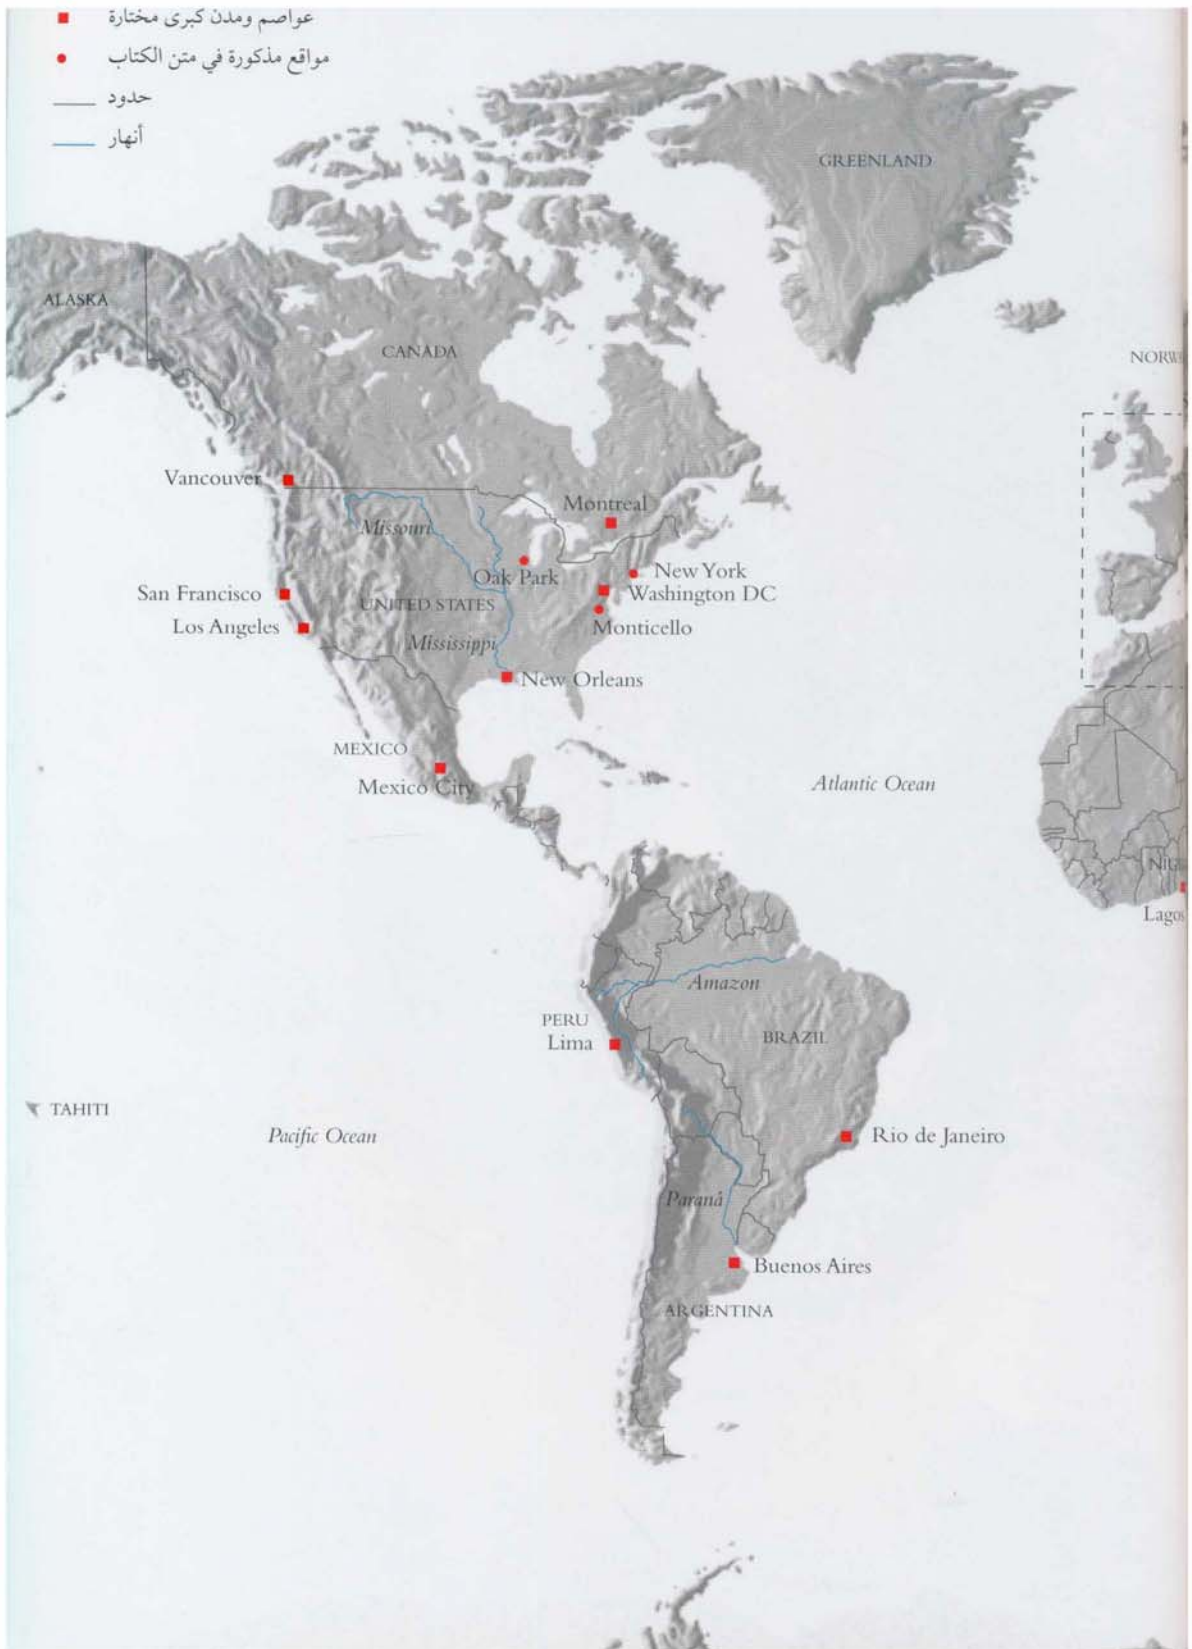 عواصم ومدن كبرى مختارة
مواقع مذكورة في متن الكتاب
حدود
أنهار
GREENLAND
ALASKA
CANADA
NORW
Vancouver
Montreal
Missouri
Oak Park
New York
San Francisco
UNITED STATES
Washington DC
Los Angeles
Mississippi
Monticello
New Orleans
MEXICO
Mexico City
Atlantic Ocean
Lagos
Amazon
PERU
BRAZIL
Lima
TAHITI
Pacific Ocean
Rio de Janeiro
Paranâ
Buenos Aires
ARGENTINA